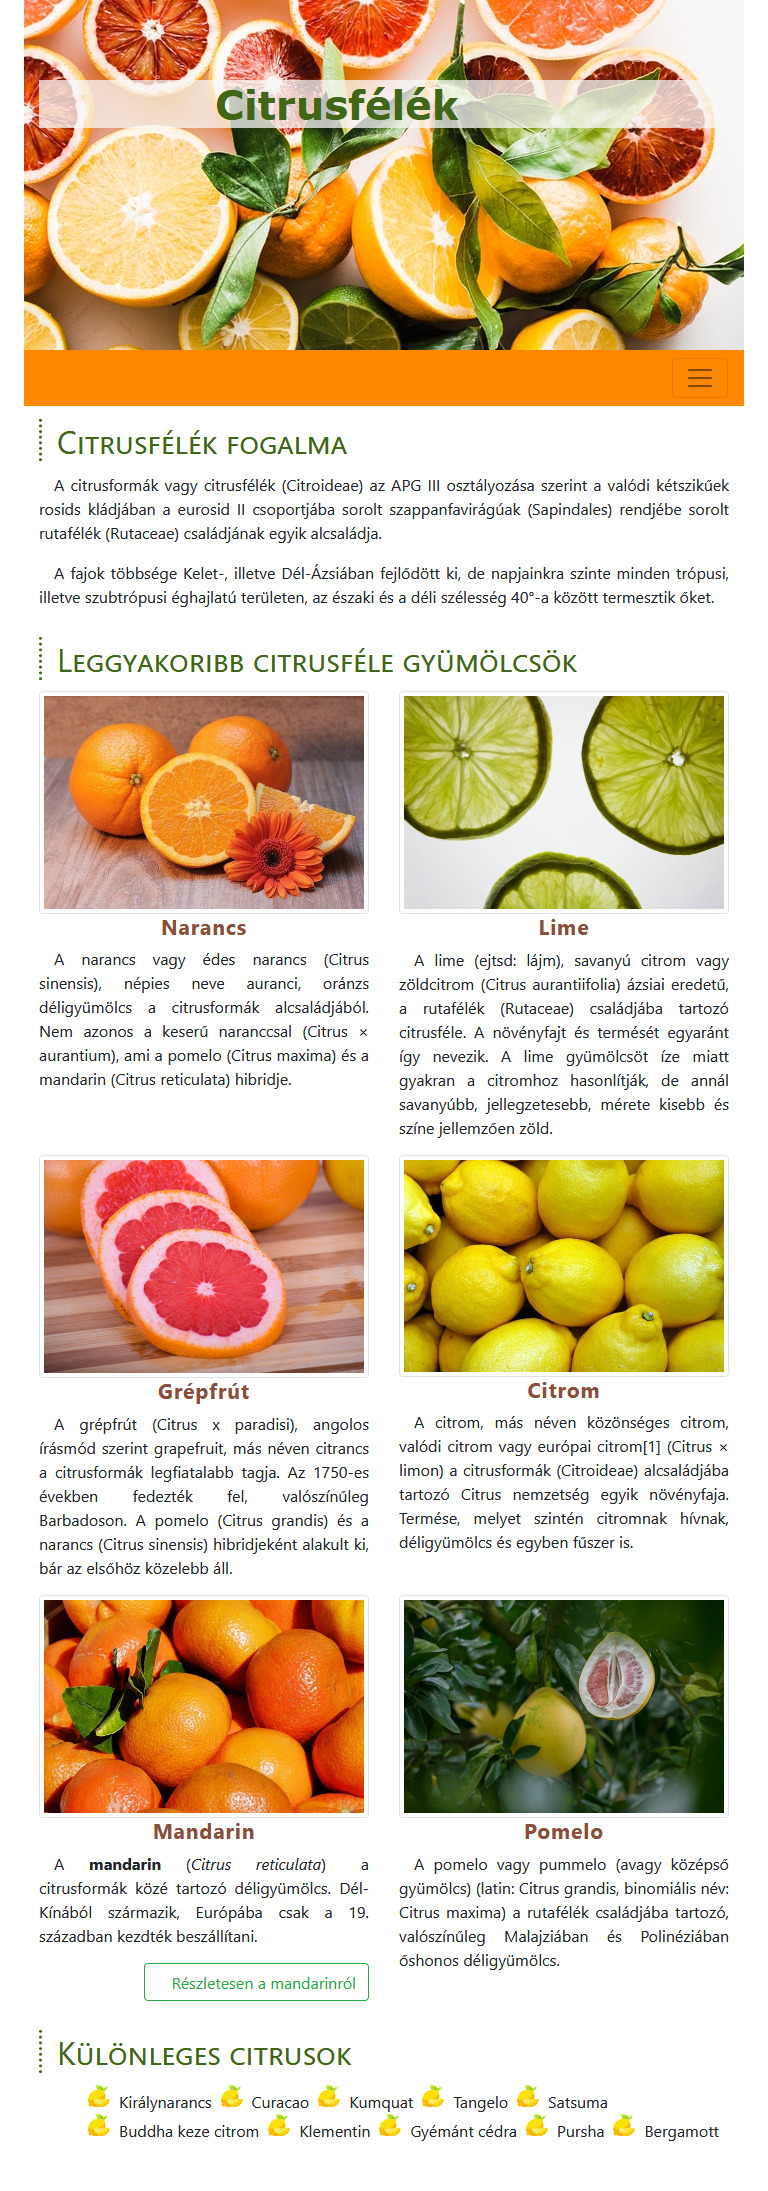 Citrusfélék
Citrusfélék fogalma
A citrusformák vagy citrusfélék (Citroideae) az APG III osztályozása szerint a valódi kétszikűek
rosids kládjában a eurosid II csoportjába sorolt szappanfavirágúak (Sapindales) rendjébe sorolt
rutafélék (Rutaceae) családjának egyik alcsaládja.
A fajok többsége Kelet-, illetve Dél-Ázsiában fejlődött ki, de napjainkra szinte minden trópusi,
illetve szubtrópusi éghajlatú területen, az északi és a déli szélesség 40°-a között termesztik őket.
Leggyakoribb citrusféle gyümölcsök
Narancs
A narancs vagy édes narancs (Citrus
sinensis), népies neve auranci, oránzs
déligyümölcs a citrusformák alcsaládjából.
Nem azonos a keserű naranccsal (Citrus ×
aurantium), ami a pomelo (Citrus maxima) és a
mandarin (Citrus reticulata) hibridje.
Lime
A lime (ejtsd: lájm), savanyú citrom vagy
zöldcitrom (Citrus aurantiifolia) ázsiai eredetű,
a rutafélék (Rutaceae) családjába tartozó
citrusféle. A növényfajt és termését egyaránt
így nevezik. A lime gyümölcsöt íze miatt
gyakran a citromhoz hasonlítják, de annál
savanyúbb, jellegzetesebb, mérete kisebb és
színe jellemzően zöld.
Grépfrút
A grépfrút (Citrus x paradisi), angolos
írásmód szerint grapefruit, más néven citrancs
a citrusformák legfiatalabb tagja. Az 1750-es
években fedezték fel, valószínűleg
Barbadoson. A pomelo (Citrus grandis) és a
narancs (Citrus sinensis) hibridjeként alakult ki,
bár az elsőhöz közelebb áll.
Citrom
A citrom, más néven közönséges citrom,
valódi citrom vagy európai citrom[1] (Citrus ×
limon) a citrusformák (Citroideae) alcsaládjába
tartozó Citrus nemzetség egyik növényfaja.
Termése, melyet szintén citromnak hívnak,
déligyümölcs és egyben fűszer is.
Mandarin
A mandarin (Citrus reticulata) a
citrusformák közé tartozó déligyümölcs. Dél-
Kínából származik, Európába csak a 19.
században kezdték beszállítani.
Részletesen a mandarinról
Pomelo
A pomelo vagy pummelo (avagy középső
gyümölcs) (latin: Citrus grandis, binomiális név:
Citrus maxima) a rutafélék családjába tartozó,
valószínűleg Malajziában és Polinéziában
őshonos déligyümölcs.
Különleges citrusok
Királynarancs Curacao Kumquat Tangelo Satsuma
Buddha keze citrom Klementin Gyémánt cédra Pursha Bergamott